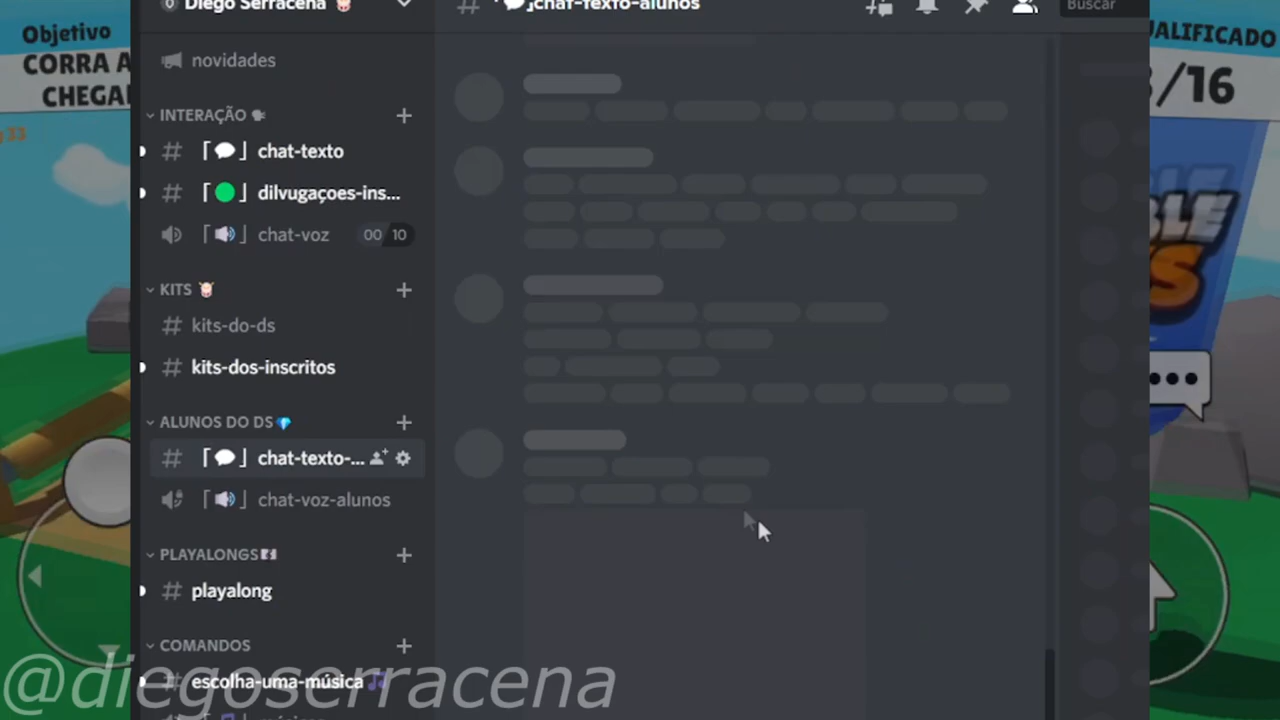 Diego Serracena
「💬」chat-texto-alunos
Buscar
Objetivo
CORRA A
CHEGA
33
UALIFICADO
/16
novidades
INTERAÇÃO
# 「💬」 chat-texto
# 「🟢」 dilvugaçoes-ins...
「🔊」 chat-voz 00 10
KITS
# kits-do-ds
# kits-dos-inscritos
ALUNOS DO DS💎
# 「💬」 chat-texto-...
「🔊」 chat-voz-alunos
PLAYALONGS
# playalong
COMANDOS
# escolha-uma-música🎵
@diegoserracena